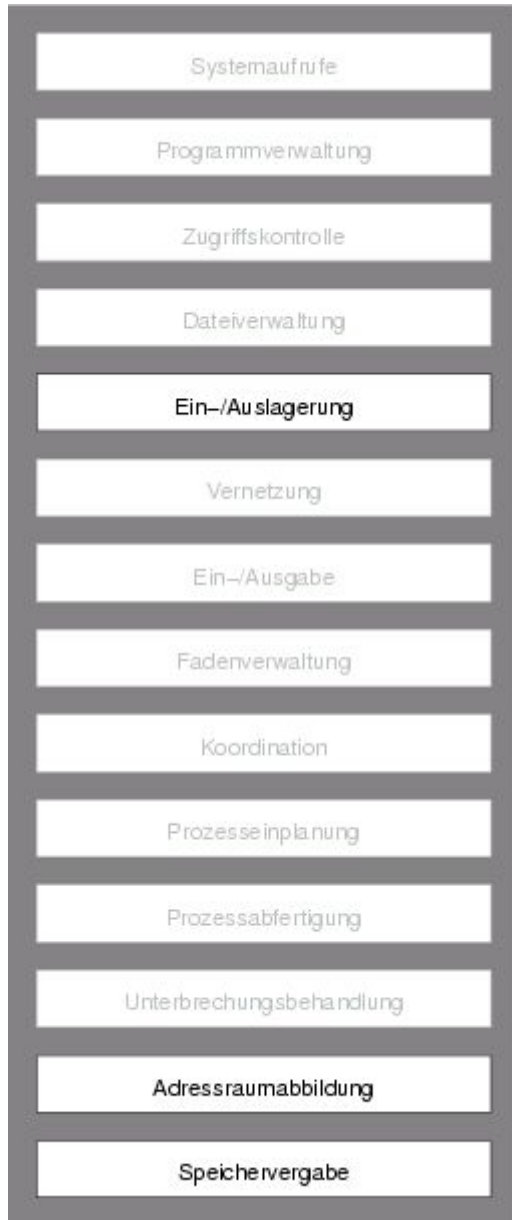 Systemaufrufe
Programmverwaltung
Zugriffskontrolle
Dateiverwaltung
Ein–/Auslagerung
Vernetzung
Ein–/Ausgabe
Fadenverwaltung
Koordination
Prozesseinplanung
Prozessabfertigung
Unterbrechungsbehandlung
Adressraumabbildung
Speichervergabe